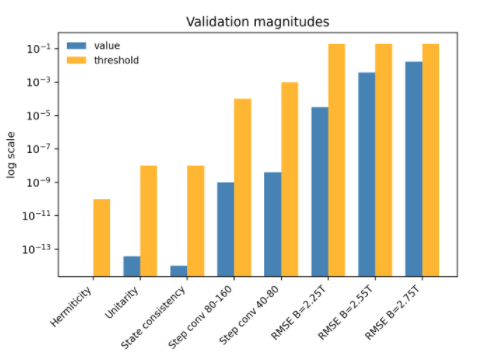 Validation magnitudes
value
threshold
log scale
10⁻¹
10⁻³
10⁻⁵
10⁻⁷
10⁻⁹
10⁻¹¹
10⁻¹³
Hermiticity
Unitarity
State consistency
Step conv 80-160
Step conv 40-80
RMSE B=2.25T
RMSE B=2.55T
RMSE B=2.75T